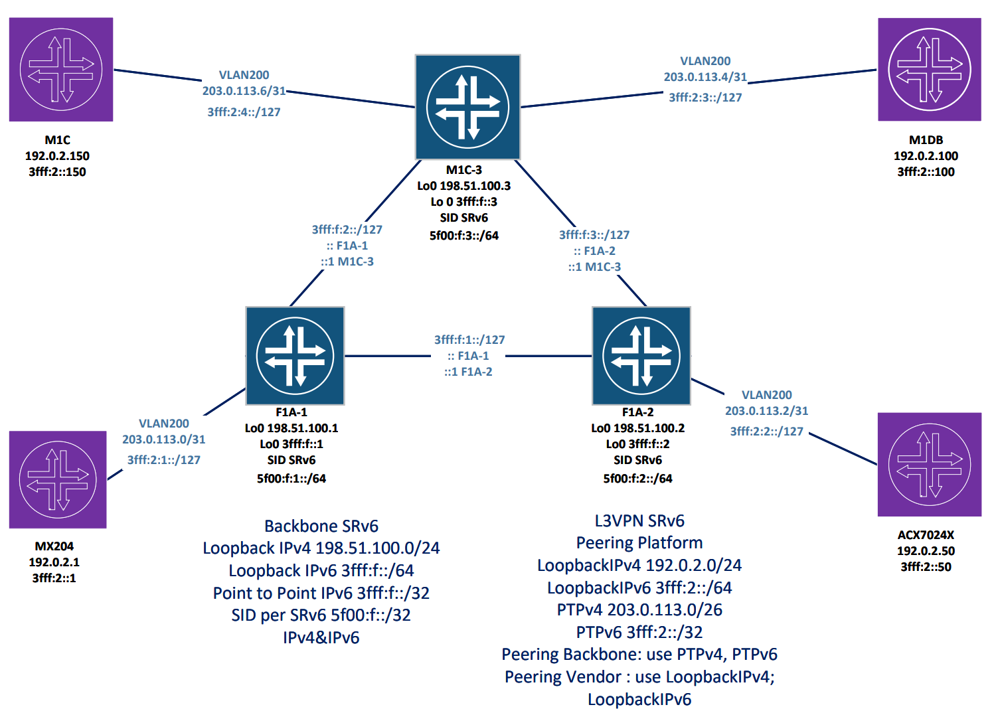 VLAN200
203.0.113.6/31
3fff:2:4::/127
VLAN200
203.0.113.4/31
3fff:2:3::/127
M1C
192.0.2.150
3fff:2::150
M1DB
192.0.2.100
3fff:2::100
M1C-3
Lo0 198.51.100.3
Lo 0 3fff:f::3
SID SRv6
5f00:f:3::/64
3fff:f:2::/127
:: F1A-1
::1 M1C-3
3fff:f:3::/127
:: F1A-2
::1 M1C-3
3fff:f:1::/127
:: F1A-1
::1 F1A-2
F1A-1
Lo0 198.51.100.1
Lo0 3fff:f::1
SID SRv6
5f00:f:1::/64
F1A-2
Lo0 198.51.100.2
Lo0 3fff:f::2
SID SRv6
5f00:f:2::/64
VLAN200
203.0.113.0/31
3fff:2:1::/127
VLAN200
203.0.113.2/31
3fff:2:2::/127
MX204
192.0.2.1
3fff:2::1
ACX7024X
192.0.2.50
3fff:2::50
Backbone SRv6
Loopback IPv4 198.51.100.0/24
Loopback IPv6 3fff:f::/64
Point to Point IPv6 3fff:f::/32
SID per SRv6 5f00:f::/32
IPv4&IPv6
L3VPN SRv6
Peering Platform
LoopbackIPv4 192.0.2.0/24
LoopbackIPv6 3fff:2::/64
PTPv4 203.0.113.0/26
PTPv6 3fff:2::/32
Peering Backbone: use PTPv4, PTPv6
Peering Vendor : use LoopbackIPv4;
LoopbackIPv6